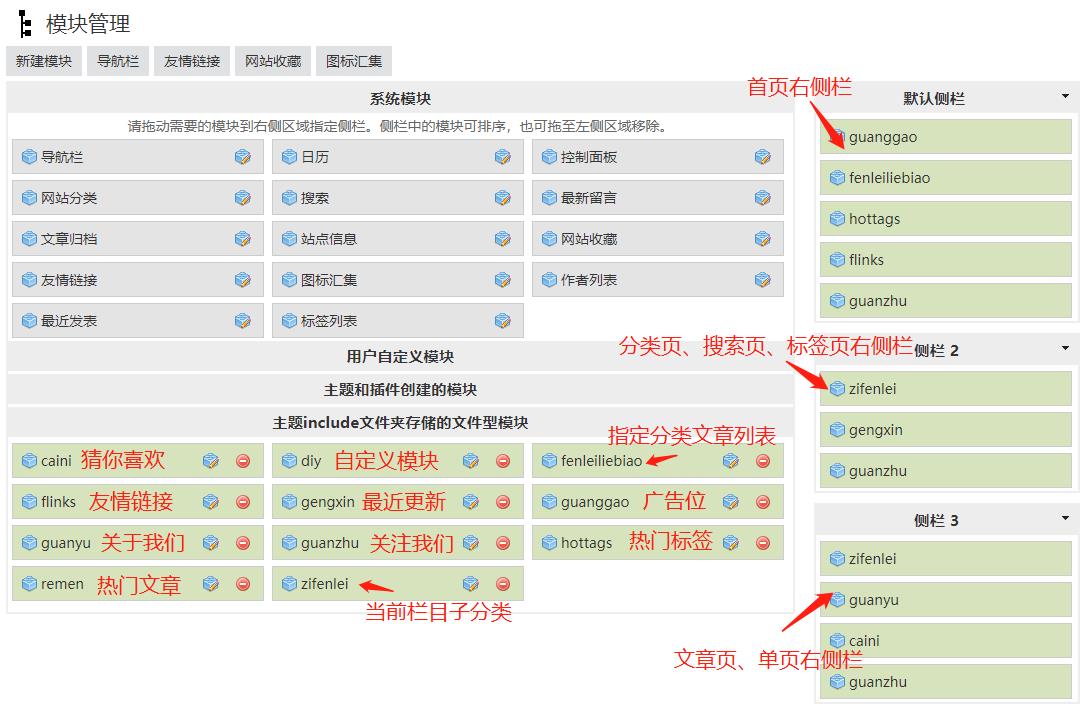 模块管理
新建模块 导航栏 友情链接 网站收藏 图标汇集
系统模块
请拖动需要的模块到右侧区域指定侧栏。侧栏中的模块可排序，也可拖至左侧区域移除。
导航栏 日历 控制面板
网站分类 搜索 最新留言
文章归档 站点信息 网站收藏
友情链接 图标汇集 作者列表
最近发表 标签列表
用户自定义模块
主题和插件创建的模块
主题include文件夹存储的文件型模块
指定分类文章列表
caini 猜你喜欢 diy 自定义模块 fenleiliebiao
flinks 友情链接 gengxin 最近更新 guanggao 广告位
guanyu 关于我们 guanzhu 关注我们 hottags 热门标签
remen 热门文章 zifenlei
当前栏目子分类
首页右侧栏
默认侧栏
guanggao
fenleiliebiao
hottags
flinks
guanzhu
分类页、搜索页、标签页右侧栏
侧栏 2
zifenlei
gengxin
guanzhu
侧栏 3
zifenlei
guanyu
caini
文章页、单页右侧栏
guanzhu